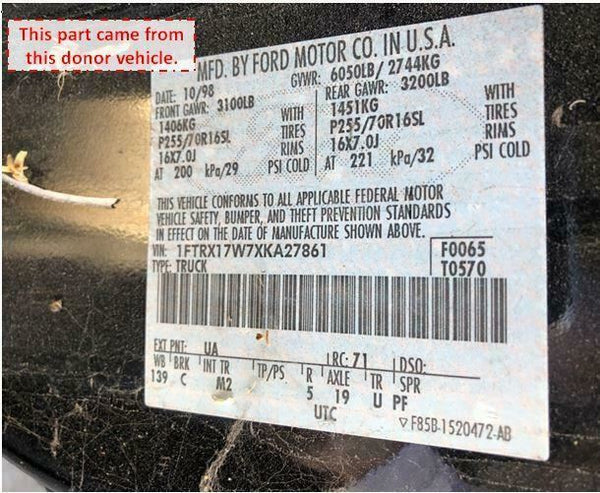 This part came from
this donor vehicle.
MFD. BY FORD MOTOR CO. IN U.S.A.
DATE: 10/98 GVWR: 6050LB/ 2744KG
FRONT GAWR: 3100LB REAR GAWR: 3200LB
1406KG WITH 1451KG WITH
P255/70R16SL TIRES P255/70R16SL TIRES
16X7.0J RIMS 16X7.0J RIMS
AT 200 kPa/29 PSI COLD AT 221 kPa/32 PSI COLD
THIS VEHICLE CONFORMS TO ALL APPLICABLE FEDERAL MOTOR
VEHICLE SAFETY, BUMPER, AND THEFT PREVENTION STANDARDS
IN EFFECT ON THE DATE OF MANUFACTURE SHOWN ABOVE.
VIN: 1FTRX17W7XKA27861 F0065
TYPE: TRUCK T0570
EXT PNT: UA RC: 71 DSO:
WB BRK INT TR TP/PS R AXLE TR SPR
139 C M2 5 19 U PF
UTC
▽ F85B-1520472-AB